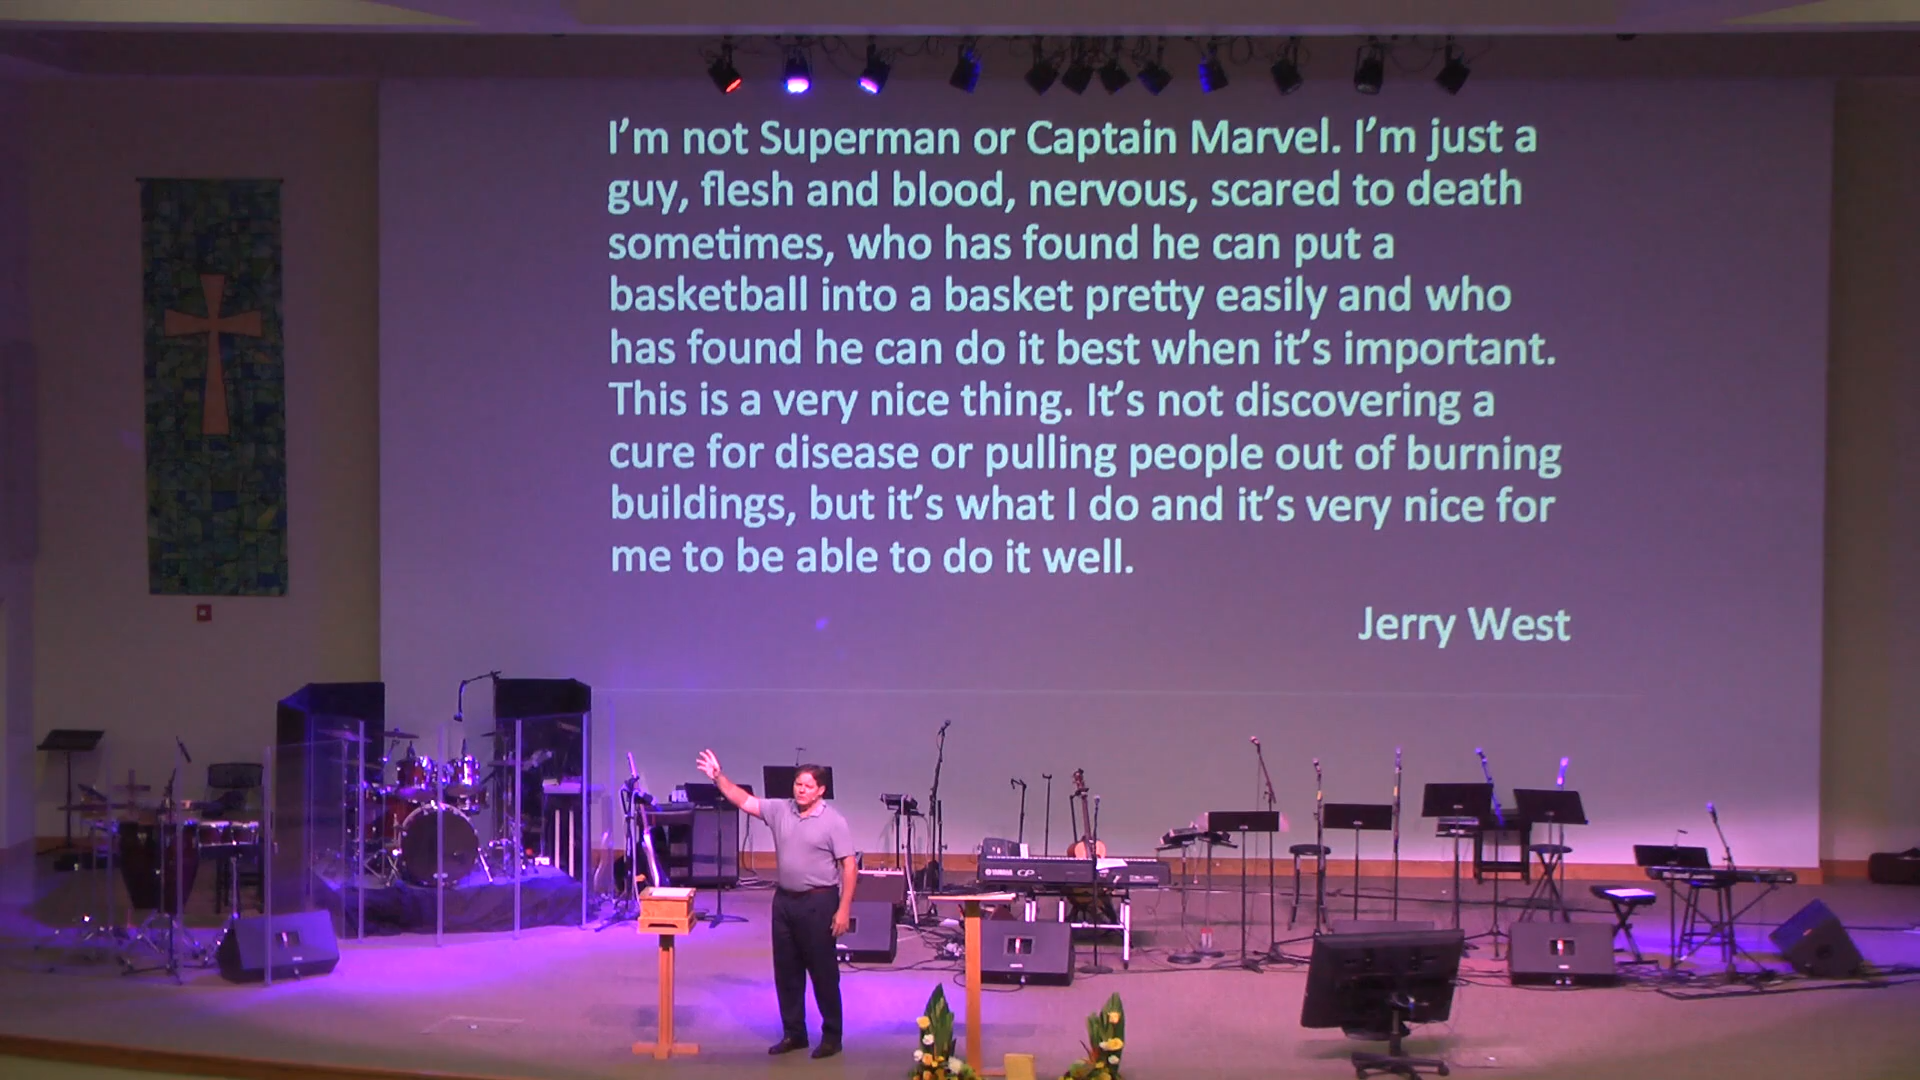 I'm not Superman or Captain Marvel. I'm just a
guy, flesh and blood, nervous, scared to death
sometimes, who has found he can put a
basketball into a basket pretty easily and who
has found he can do it best when it's important.
This is a very nice thing. It's not discovering a
cure for disease or pulling people out of burning
buildings, but it's what I do and it's very nice for
me to be able to do it well.
Jerry West
YAMAHA CP